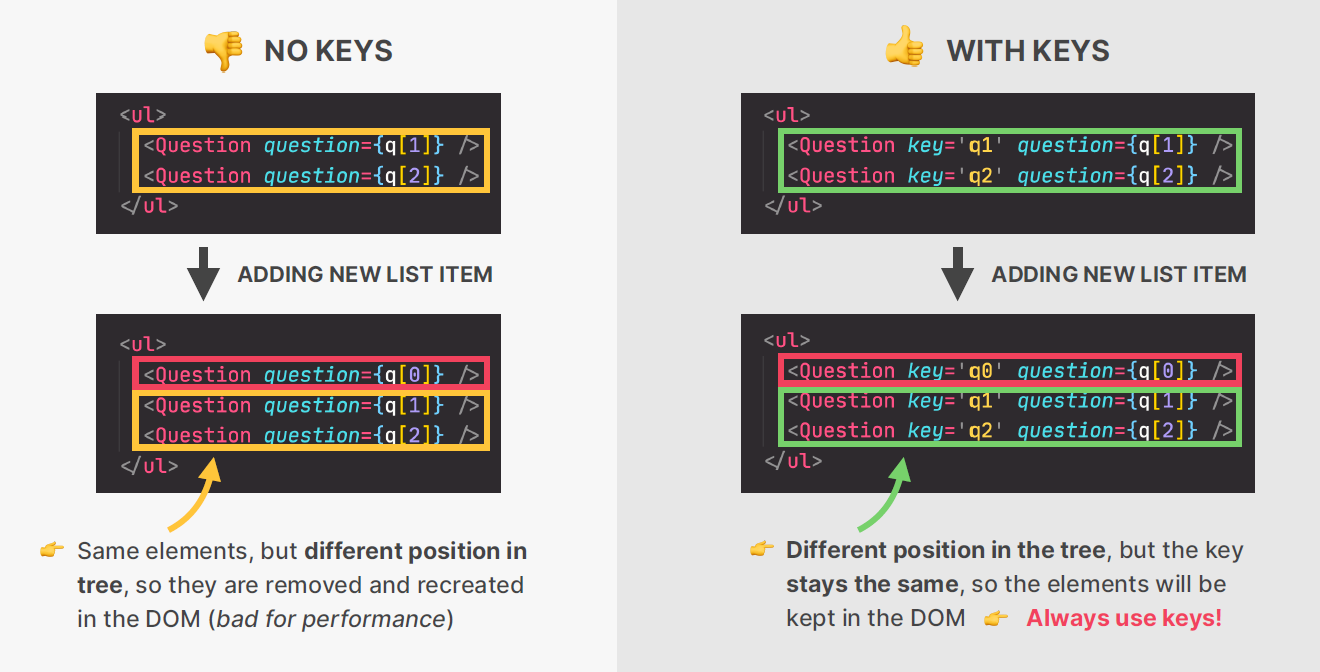 NO KEYS
<ul>
<Question question={q[1]} />
<Question question={q[2]} />
</ul>
ADDING NEW LIST ITEM
<ul>
<Question question={q[0]} />
<Question question={q[1]} />
<Question question={q[2]} />
</ul>
Same elements, but different position in
tree, so they are removed and recreated
in the DOM (bad for performance)
WITH KEYS
<ul>
<Question key='q1' question={q[1]} />
<Question key='q2' question={q[2]} />
</ul>
ADDING NEW LIST ITEM
<ul>
<Question key='q0' question={q[0]} />
<Question key='q1' question={q[1]} />
<Question key='q2' question={q[2]} />
</ul>
Different position in the tree, but the key
stays the same, so the elements will be
kept in the DOM 👉 Always use keys!